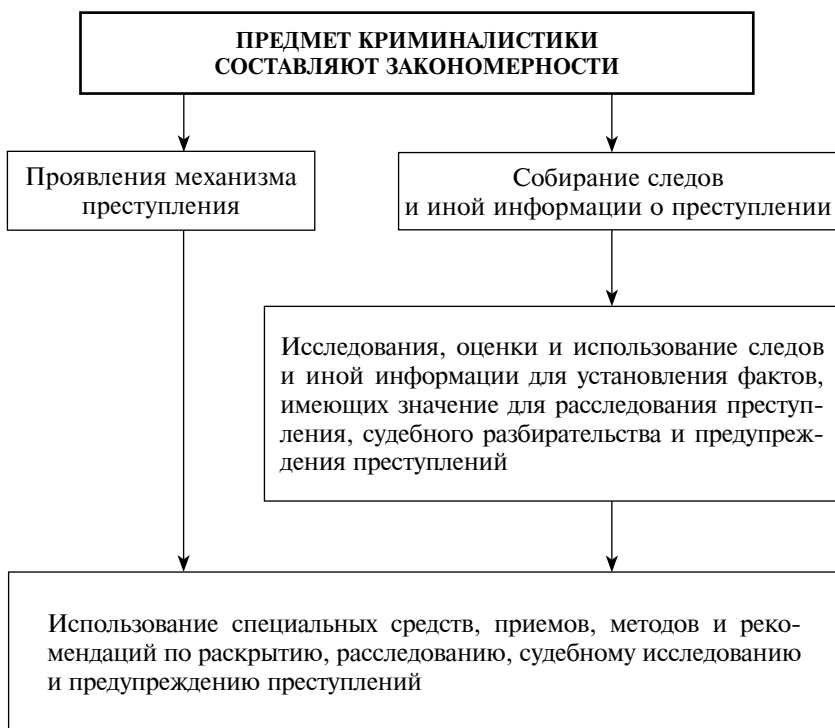 ПРЕДМЕТ КРИМИНАЛИСТИКИ
СОСТАВЛЯЮТ ЗАКОНОМЕРНОСТИ
Проявления механизма
преступления
Собирание следов
и иной информации о преступлении
Исследования, оценки и использование следов
и иной информации для установления фактов,
имеющих значение для расследования преступ-
ления, судебного разбирательства и предупреж-
дения преступлений
Использование специальных средств, приемов, методов и реко-
мендаций по раскрытию, расследованию, судебному исследованию
и предупреждению преступлений